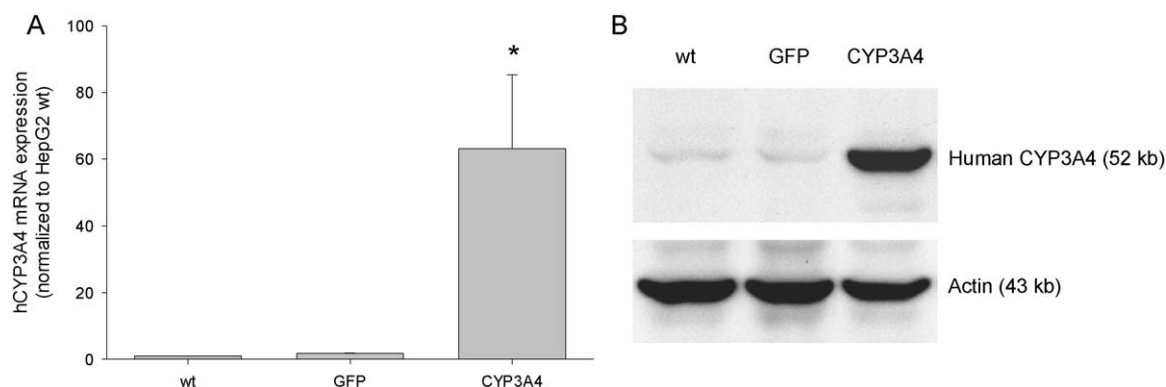 A
hCYP3A4 mRNA expression
(normalized to HepG2 wt)
100
80
60
40
20
0
*
wt
GFP
CYP3A4
B
wt
GFP
CYP3A4
Human CYP3A4 (52 kb)
Actin (43 kb)